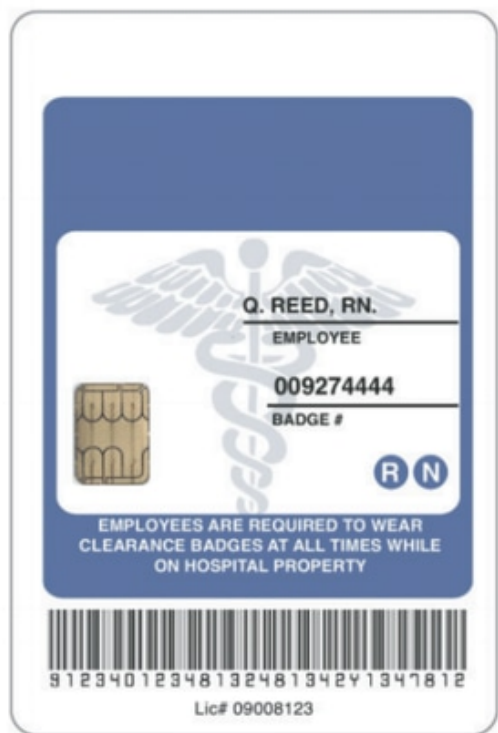 Q. REED, RN.
EMPLOYEE
009274444
BADGE #
R N
EMPLOYEES ARE REQUIRED TO WEAR
CLEARANCE BADGES AT ALL TIMES WHILE
ON HOSPITAL PROPERTY
91234012348132481342Y1347812
Lic# 09008123